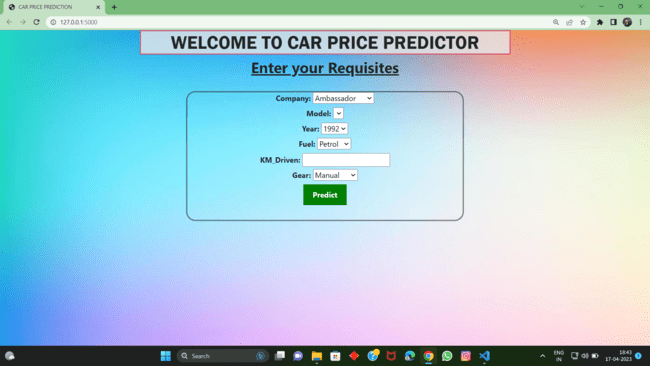 CAR PRICE PREDICTION
127.0.0.1:5000
WELCOME TO CAR PRICE PREDICTOR
Enter your Requisites
Company: Ambassador
Model:
Year: 1992
Fuel: Petrol
KM_Driven:
Gear: Manual
Predict
Search
ENG
IN
18:43
17-04-2023